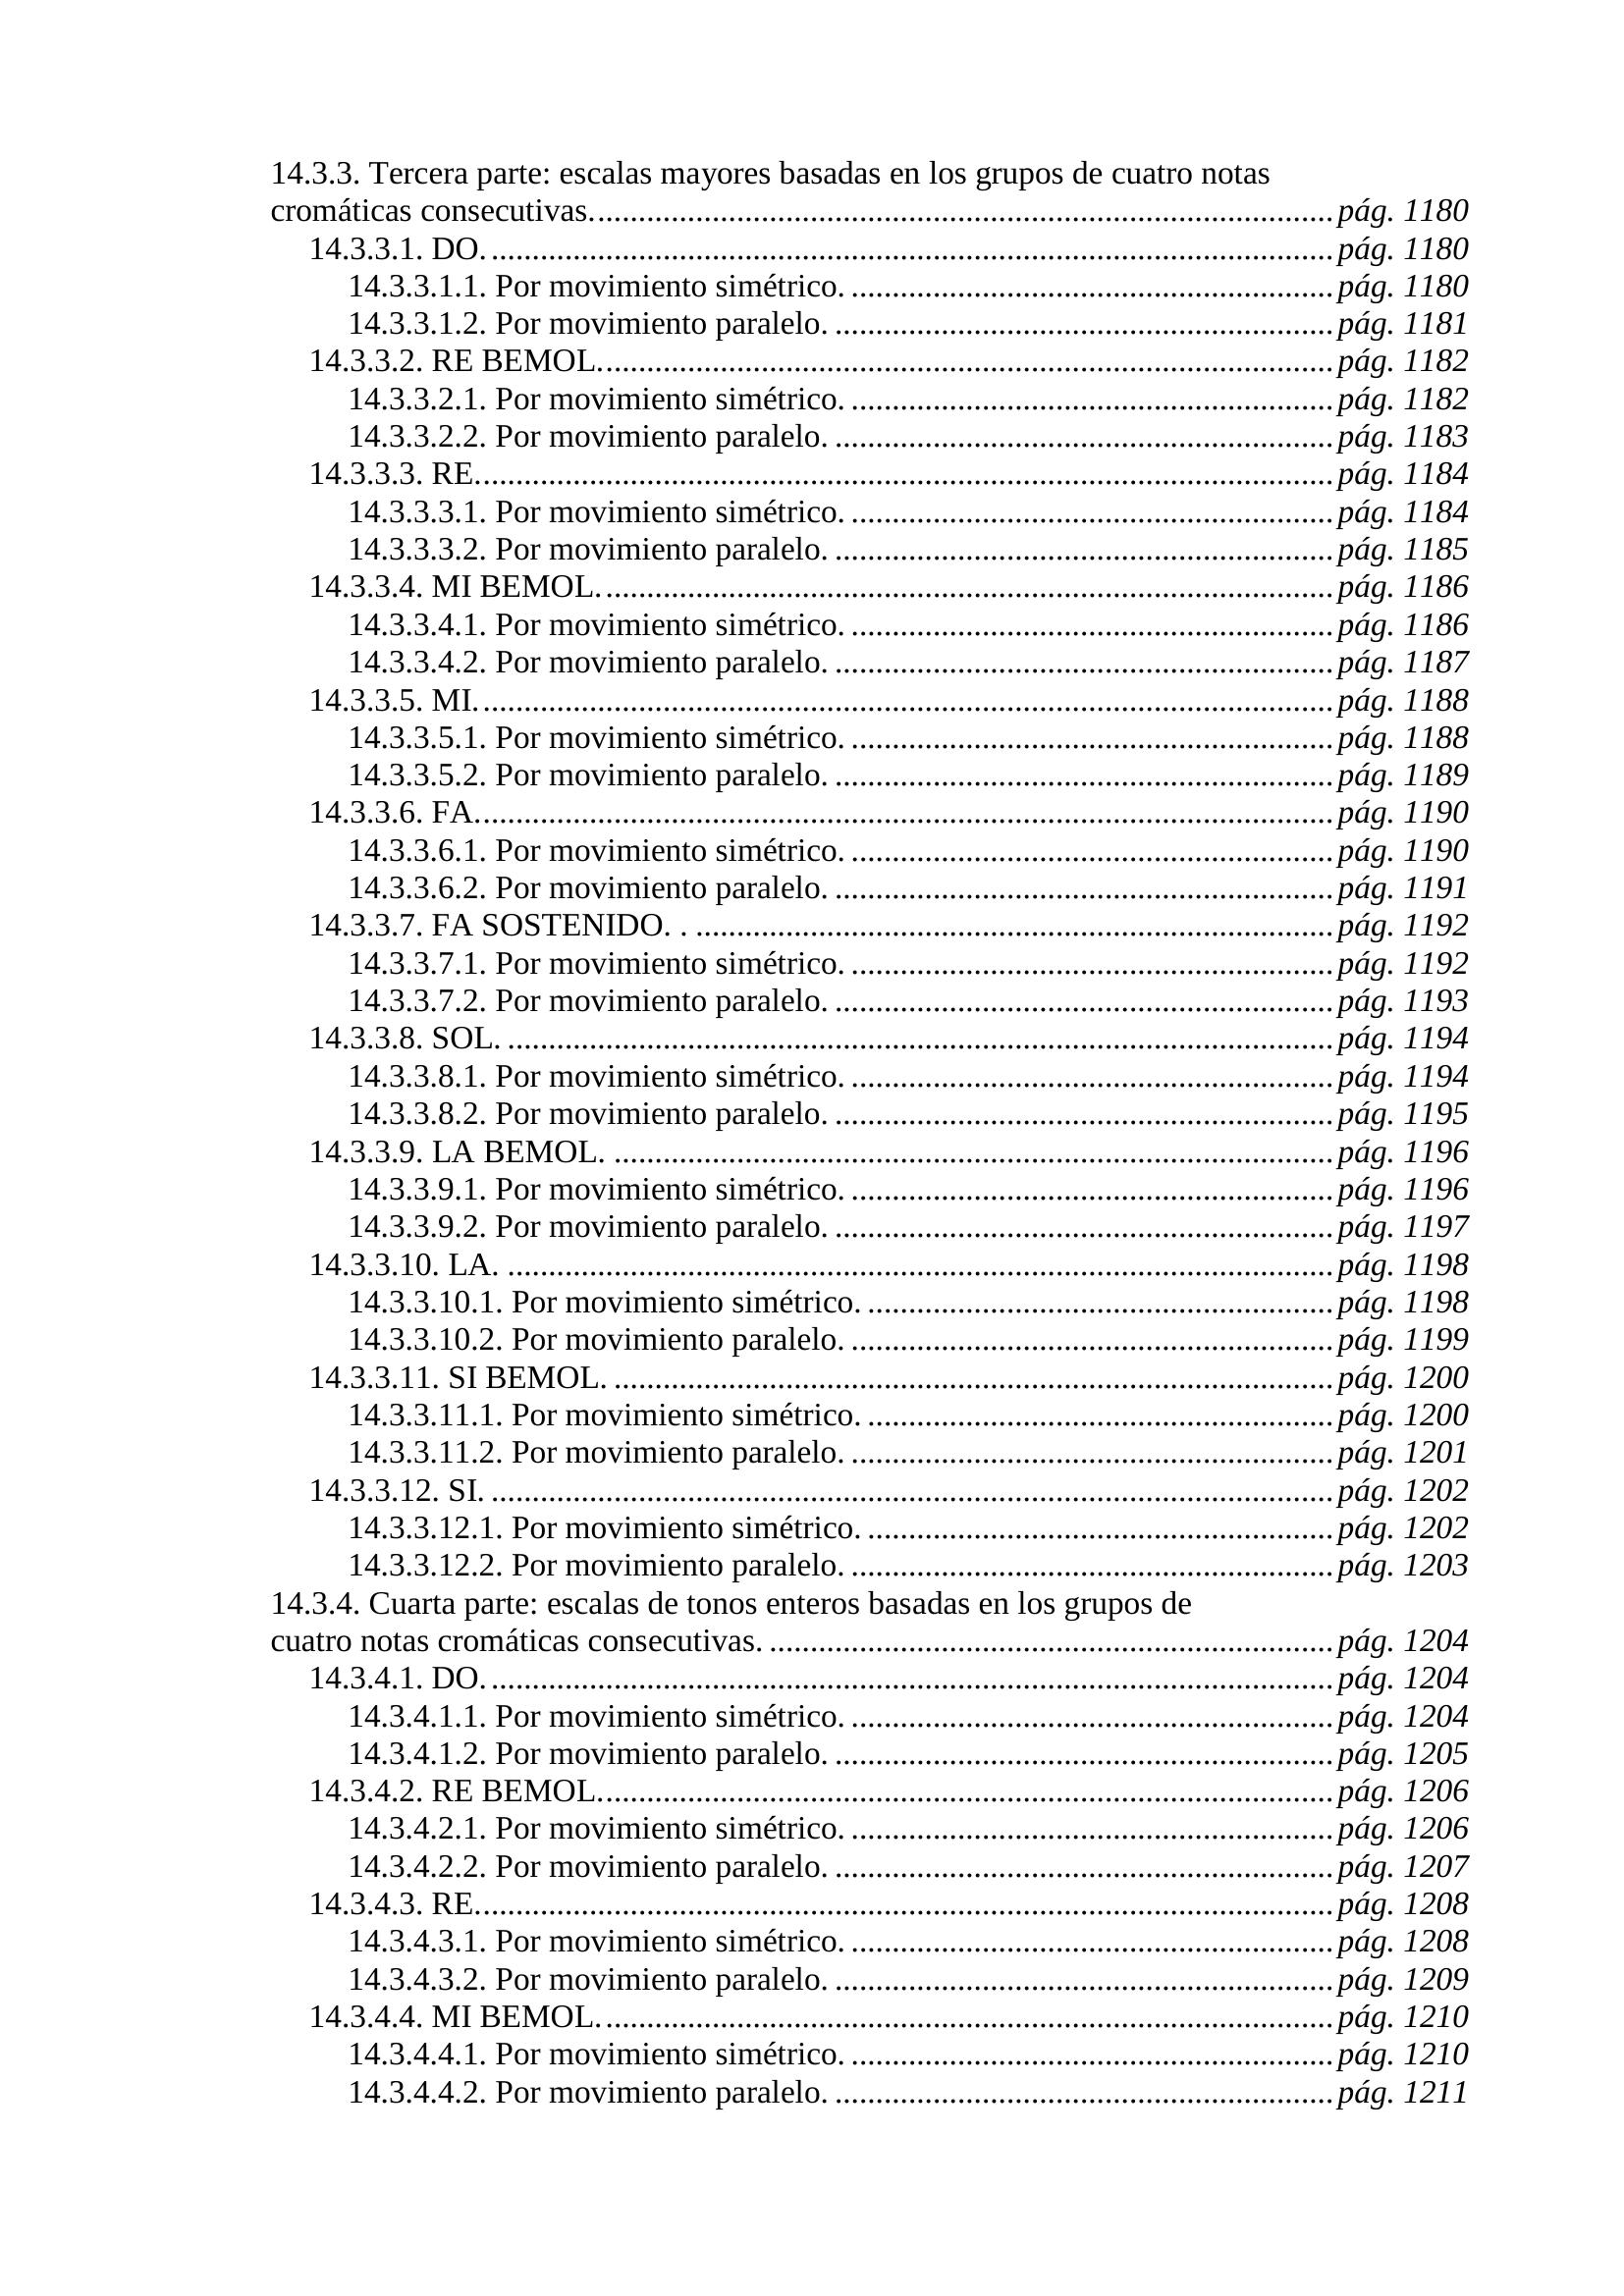 14.3.3. Tercera parte: escalas mayores basadas en los grupos de cuatro notas
cromáticas consecutivas. pág. 1180
14.3.3.1. DO. pág. 1180
14.3.3.1.1. Por movimiento simétrico. pág. 1180
14.3.3.1.2. Por movimiento paralelo. pág. 1181
14.3.3.2. RE BEMOL. pág. 1182
14.3.3.2.1. Por movimiento simétrico. pág. 1182
14.3.3.2.2. Por movimiento paralelo. pág. 1183
14.3.3.3. RE. pág. 1184
14.3.3.3.1. Por movimiento simétrico. pág. 1184
14.3.3.3.2. Por movimiento paralelo. pág. 1185
14.3.3.4. MI BEMOL. pág. 1186
14.3.3.4.1. Por movimiento simétrico. pág. 1186
14.3.3.4.2. Por movimiento paralelo. pág. 1187
14.3.3.5. MI. pág. 1188
14.3.3.5.1. Por movimiento simétrico. pág. 1188
14.3.3.5.2. Por movimiento paralelo. pág. 1189
14.3.3.6. FA. pág. 1190
14.3.3.6.1. Por movimiento simétrico. pág. 1190
14.3.3.6.2. Por movimiento paralelo. pág. 1191
14.3.3.7. FA SOSTENIDO. . pág. 1192
14.3.3.7.1. Por movimiento simétrico. pág. 1192
14.3.3.7.2. Por movimiento paralelo. pág. 1193
14.3.3.8. SOL. pág. 1194
14.3.3.8.1. Por movimiento simétrico. pág. 1194
14.3.3.8.2. Por movimiento paralelo. pág. 1195
14.3.3.9. LA BEMOL. pág. 1196
14.3.3.9.1. Por movimiento simétrico. pág. 1196
14.3.3.9.2. Por movimiento paralelo. pág. 1197
14.3.3.10. LA. pág. 1198
14.3.3.10.1. Por movimiento simétrico. pág. 1198
14.3.3.10.2. Por movimiento paralelo. pág. 1199
14.3.3.11. SI BEMOL. pág. 1200
14.3.3.11.1. Por movimiento simétrico. pág. 1200
14.3.3.11.2. Por movimiento paralelo. pág. 1201
14.3.3.12. SI. pág. 1202
14.3.3.12.1. Por movimiento simétrico. pág. 1202
14.3.3.12.2. Por movimiento paralelo. pág. 1203
14.3.4. Cuarta parte: escalas de tonos enteros basadas en los grupos de
cuatro notas cromáticas consecutivas. pág. 1204
14.3.4.1. DO. pág. 1204
14.3.4.1.1. Por movimiento simétrico. pág. 1204
14.3.4.1.2. Por movimiento paralelo. pág. 1205
14.3.4.2. RE BEMOL. pág. 1206
14.3.4.2.1. Por movimiento simétrico. pág. 1206
14.3.4.2.2. Por movimiento paralelo. pág. 1207
14.3.4.3. RE. pág. 1208
14.3.4.3.1. Por movimiento simétrico. pág. 1208
14.3.4.3.2. Por movimiento paralelo. pág. 1209
14.3.4.4. MI BEMOL. pág. 1210
14.3.4.4.1. Por movimiento simétrico. pág. 1210
14.3.4.4.2. Por movimiento paralelo. pág. 1211